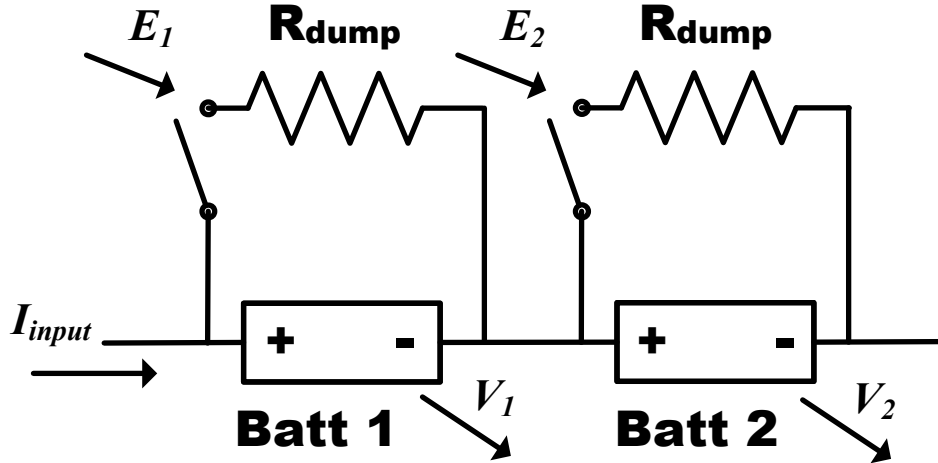 E1 Rdump E2 Rdump
Iinput
+ - + -
V1 V2
Batt 1 Batt 2